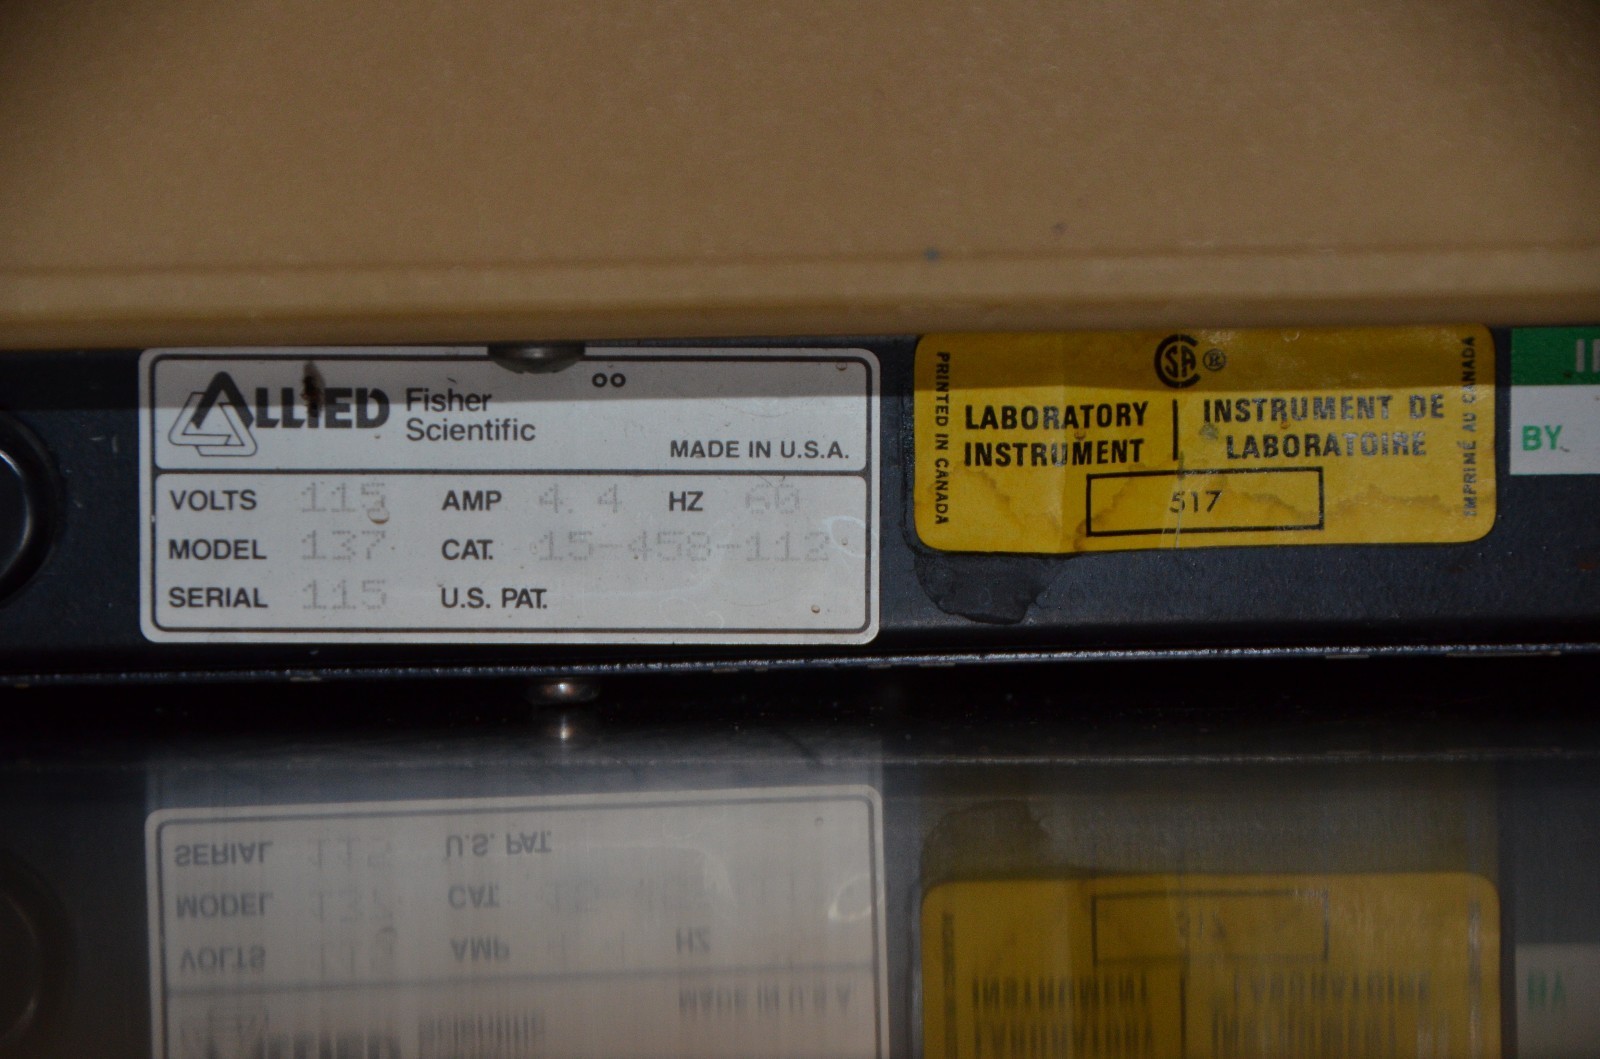 ALLIED Fisher Scientific
MADE IN U.S.A.
VOLTS 115 AMP 4.4 HZ 60
MODEL 137 CAT. 15-458-112
SERIAL 115 U.S. PAT.
PRINTED IN CANADA
SA ®
LABORATORY INSTRUMENT
INSTRUMENT DE LABORATOIRE
517
IMPRIMÉ AU CANADA
BY